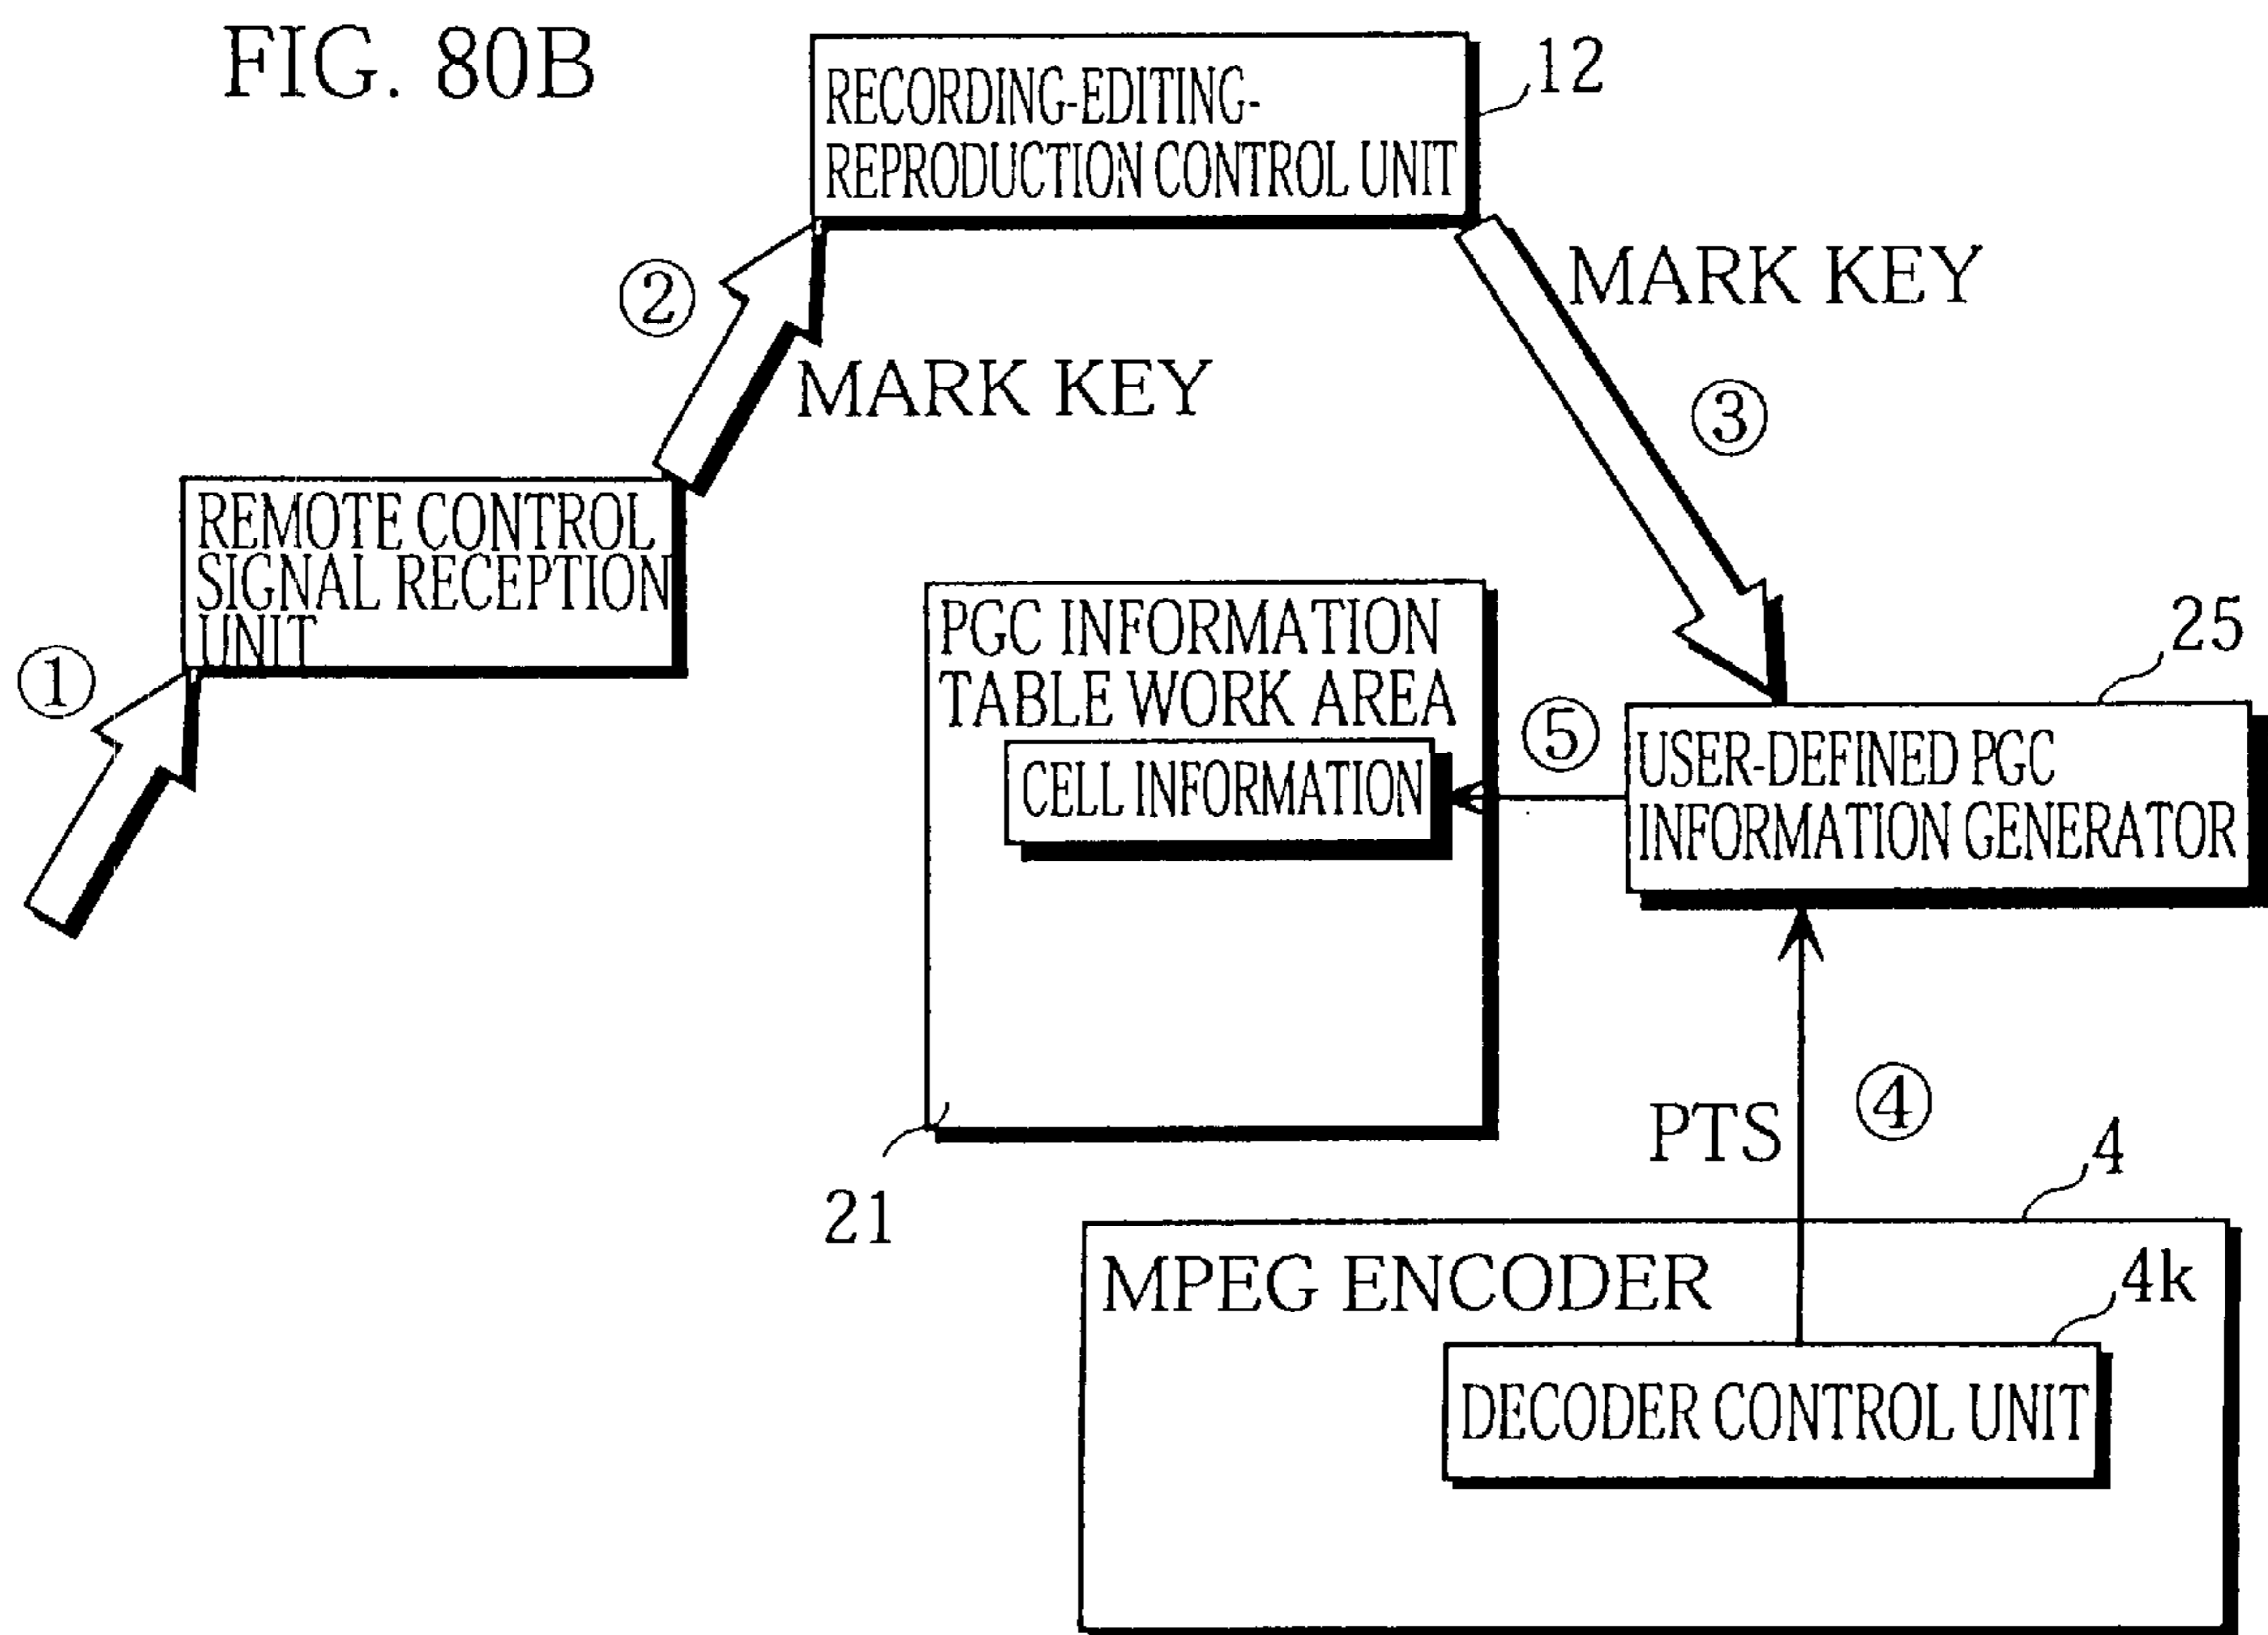 FIG. 80B
12
RECORDING-EDITING-
REPRODUCTION CONTROL UNIT
②
MARK KEY
MARK KEY
③
REMOTE CONTROL
SIGNAL RECEPTION
UNIT
①
PGC INFORMATION
TABLE WORK AREA
CELL INFORMATION
21
⑤
25
USER-DEFINED PGC
INFORMATION GENERATOR
PTS
④
4
MPEG ENCODER
4k
DECODER CONTROL UNIT